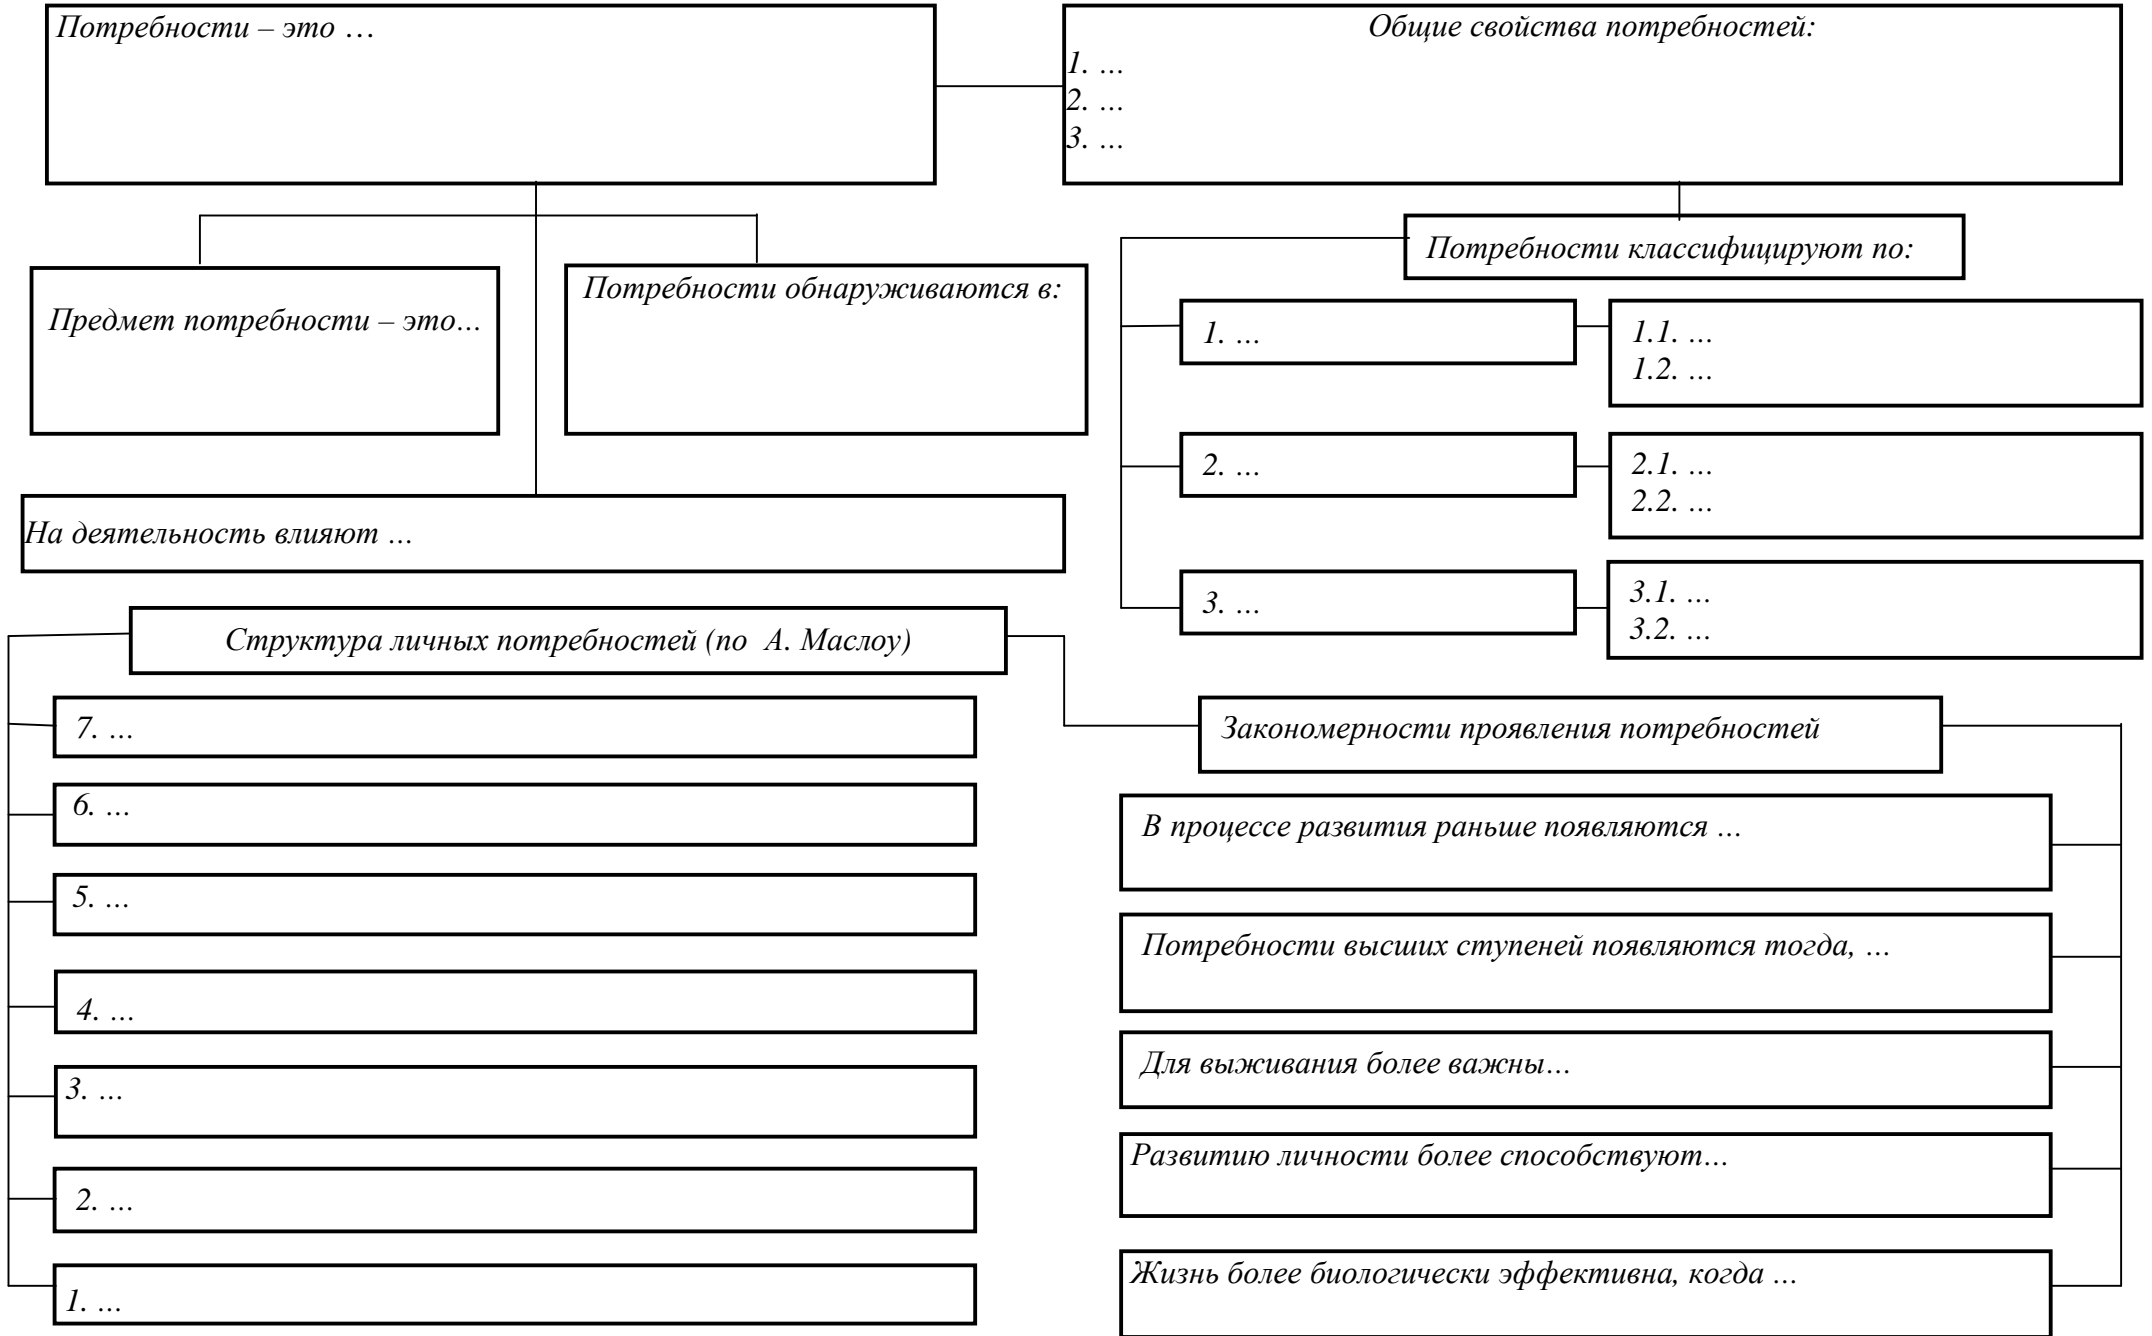 Потребности – это …
Общие свойства потребностей:
1. …
2. …
3. …
Предмет потребности – это…
Потребности обнаруживаются в:
На деятельность влияют …
Потребности классифицируют по:
1. …
1.1. …
1.2. …
2. …
2.1. …
2.2. …
3. …
3.1. …
3.2. …
Структура личных потребностей (по А. Маслоу)
7. …
6. …
5. …
4. …
3. …
2. …
1. …
Закономерности проявления потребностей
В процессе развития раньше появляются …
Потребности высших ступеней появляются тогда, …
Для выживания более важны…
Развитию личности более способствуют…
Жизнь более биологически эффективна, когда …